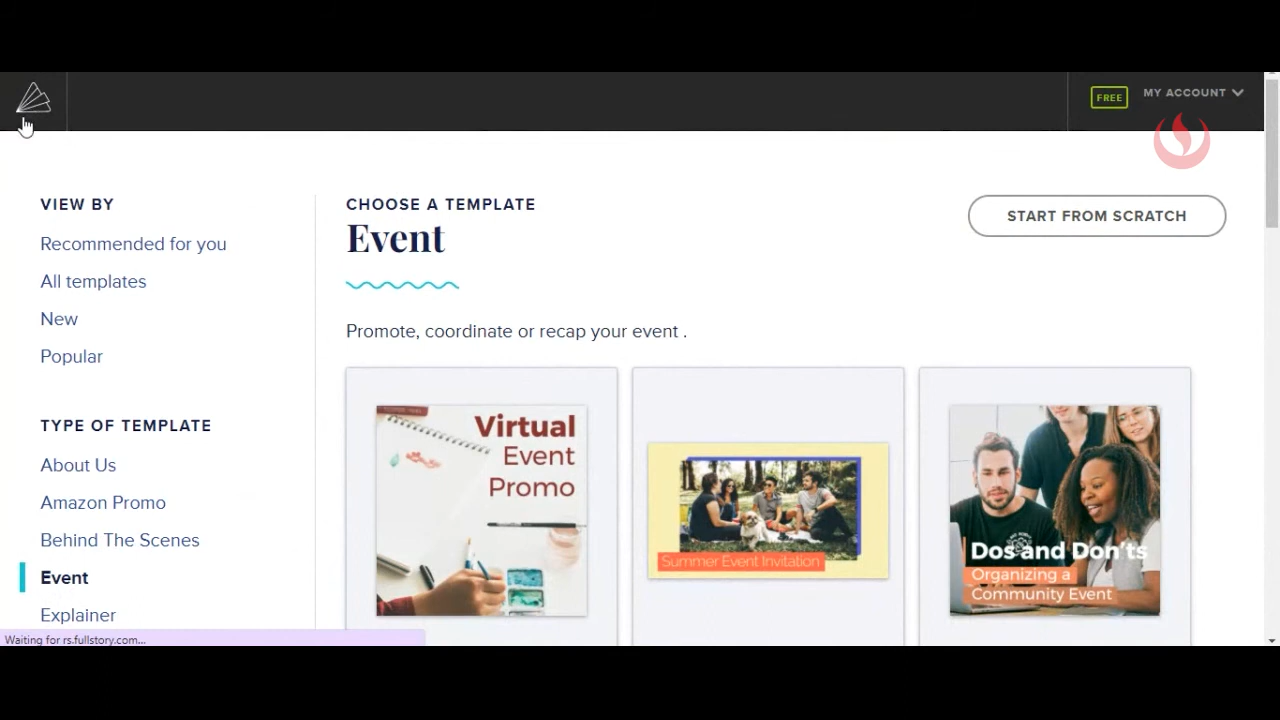 FREE
MY ACCOUNT
VIEW BY
Recommended for you
All templates
New
Popular
TYPE OF TEMPLATE
About Us
Amazon Promo
Behind The Scenes
Event
Explainer
CHOOSE A TEMPLATE
Event
START FROM SCRATCH
Promote, coordinate or recap your event .
Virtual
Event
Promo
Summer Event Invitation
Dos and Don'ts
Organizing a
Community Event
Waiting for rs.fullstory.com...